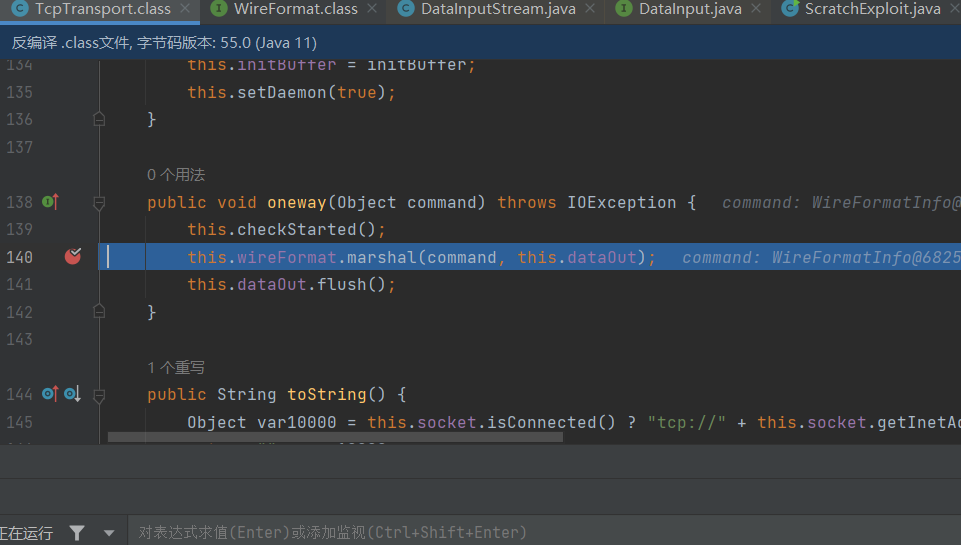 TcpTransport.class WireFormat.class DataInputStream.java DataInput.java ScratchExploit.java
反编译 .class文件, 字节码版本: 55.0 (Java 11)
134 this.initBuffer = initBuffer;
135 this.setDaemon(true);
136 }
137
0 个用法
138 public void oneway(Object command) throws IOException { command: WireFormatInfo@
139 this.checkStarted();
140 this.wireFormat.marshal(command, this.dataOut); command: WireFormatInfo@6825
141 this.dataOut.flush();
142 }
143
1 个重写
144 public String toString() {
145 Object var10000 = this.socket.isConnected() ? "tcp://" + this.socket.getInetAd
正在运行 对表达式求值(Enter)或添加监视(Ctrl+Shift+Enter)